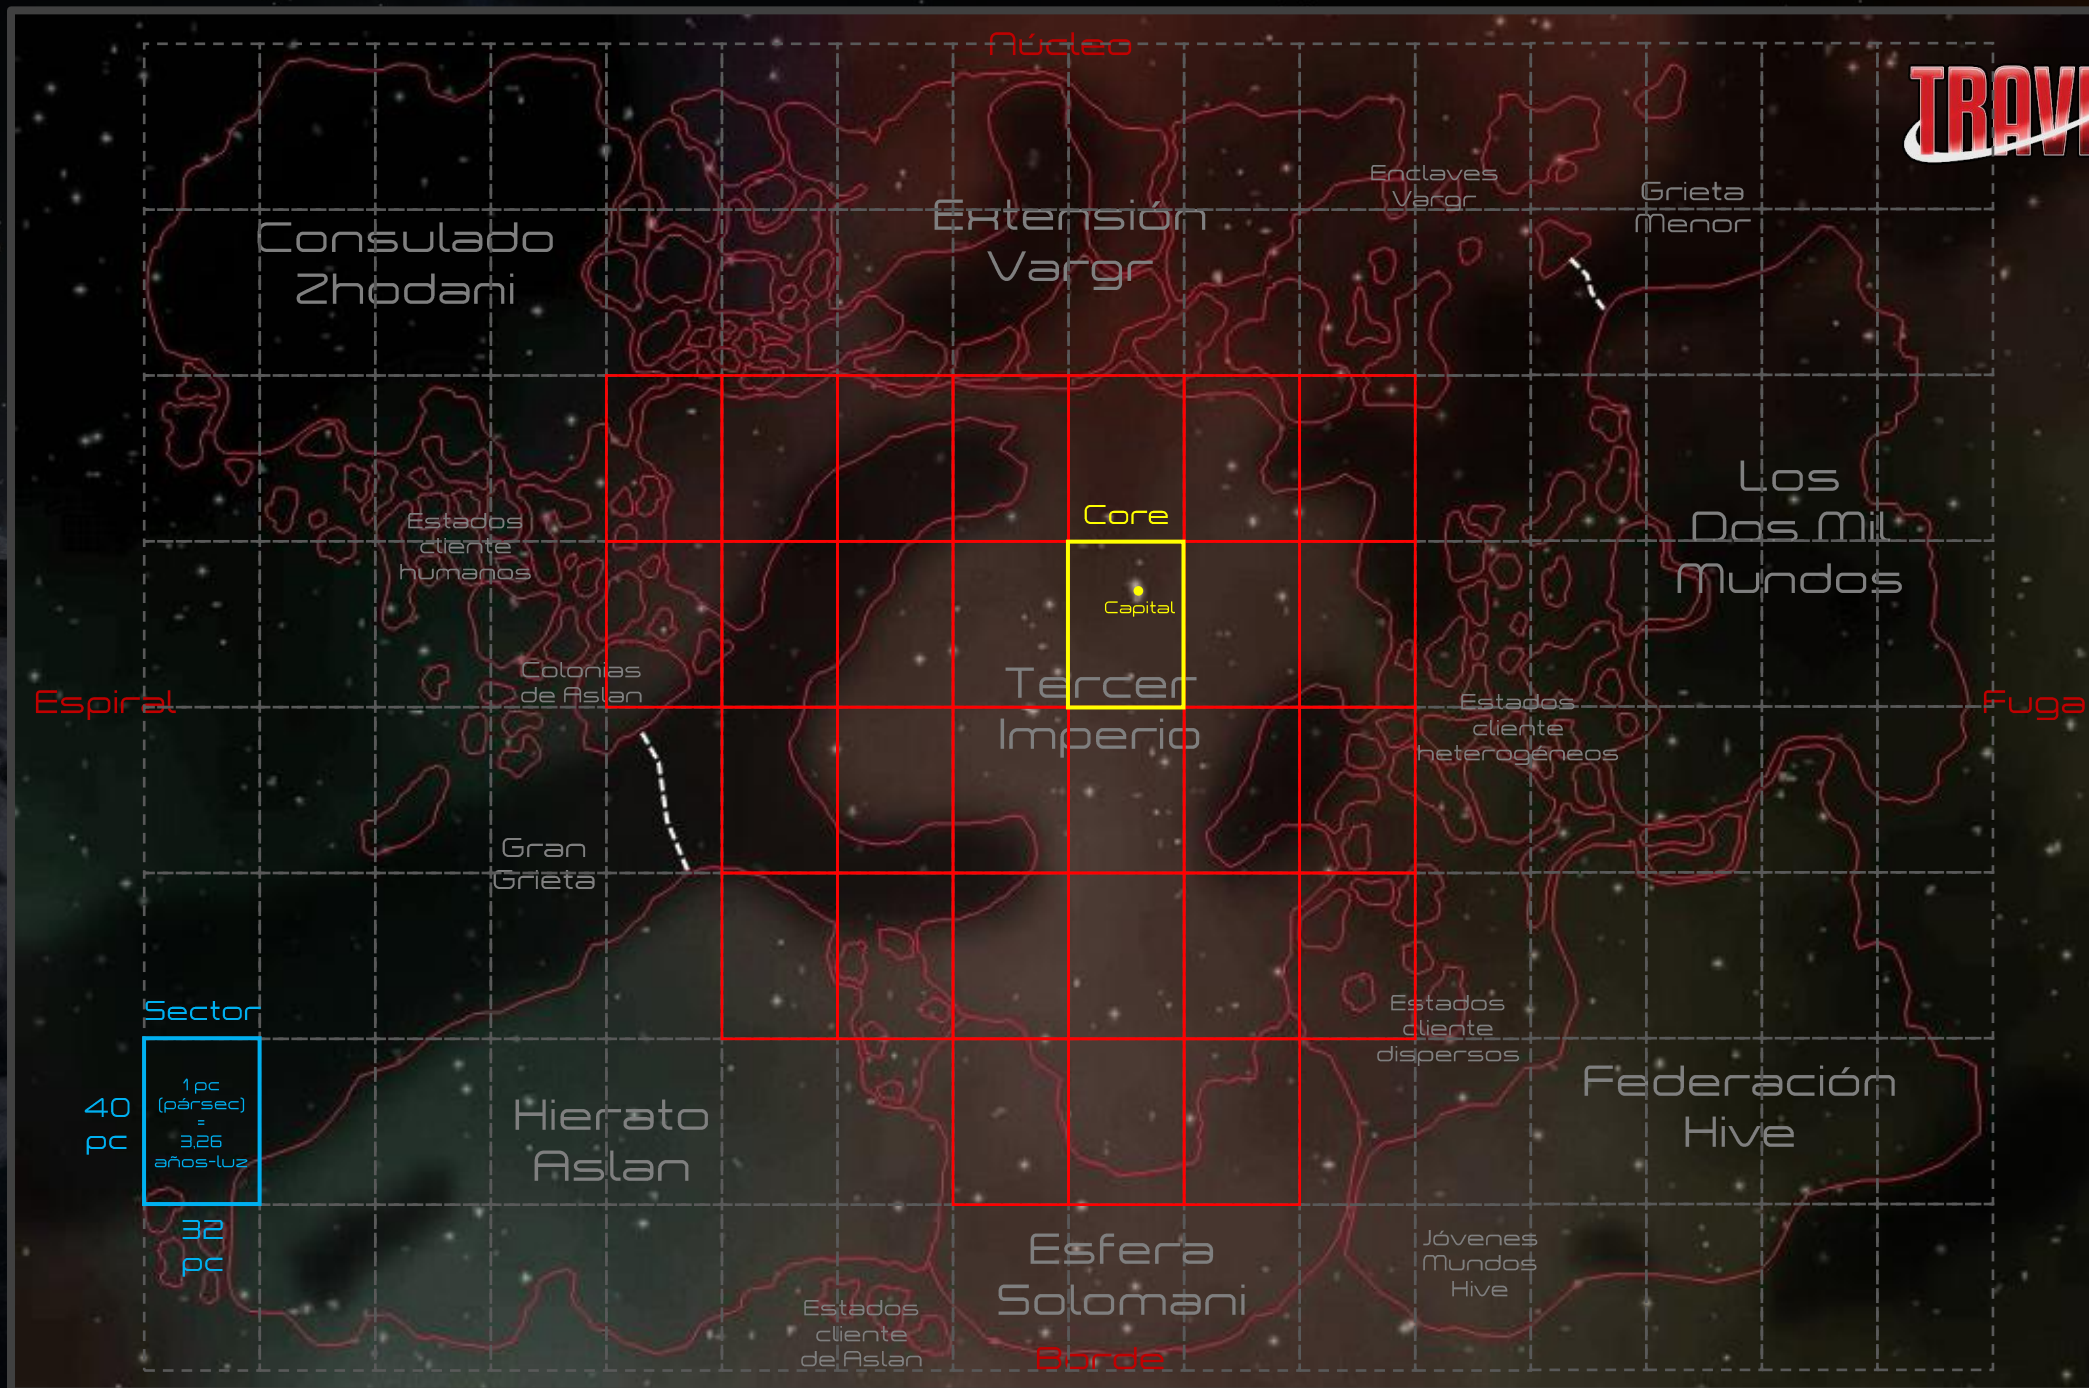 Núcleo
TRAV
Enclaves
Vargr
Grieta
Menor
Extensión
Vargr
Consulado
Zhodani
Los
Dos Mil
Mundos
Core
Capital
Estados
cliente
humanos
Colonias
de Aslan
Tercer
Imperio
Espiral
Fuga
Estados
cliente
heterogéneos
Gran
Grieta
Sector
1 pc
(pársec)
=
3,26
años-luz
40
pc
32
pc
Estados
cliente
dispersos
Hierato
Aslan
Federación
Hive
Esfera
Solomani
Jóvenes
Mundos
Hive
Estados
cliente
de Aslan
Borde